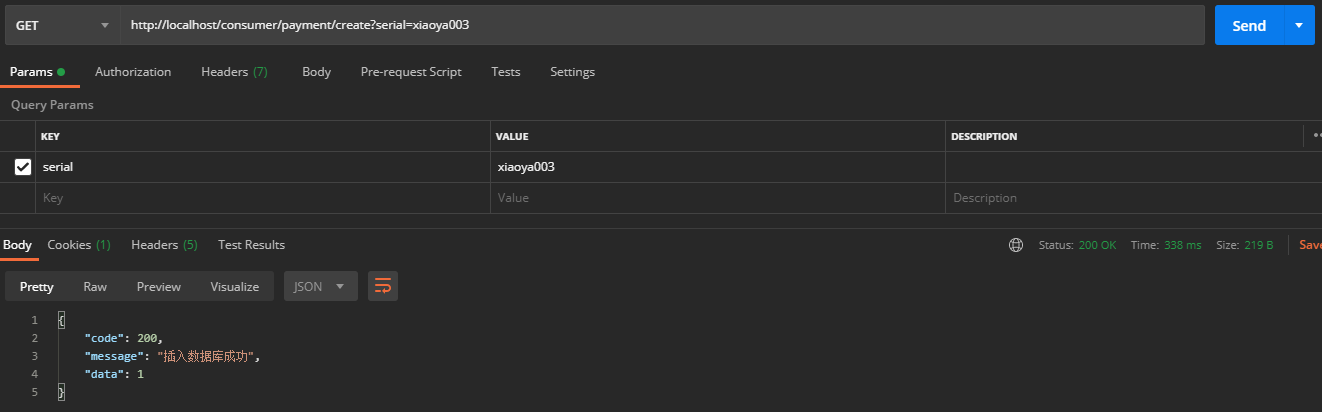 GET http://localhost/consumer/payment/create?serial=xiaoya003 Send
Params Authorization Headers (7) Body Pre-request Script Tests Settings
Query Params
KEY VALUE DESCRIPTION
serial xiaoya003
Key Value Description
Body Cookies (1) Headers (5) Test Results Status: 200 OK Time: 338 ms Size: 219 B Save
Pretty Raw Preview Visualize JSON
1 {
2 "code": 200,
3 "message": "插入数据库成功",
4 "data": 1
5 }